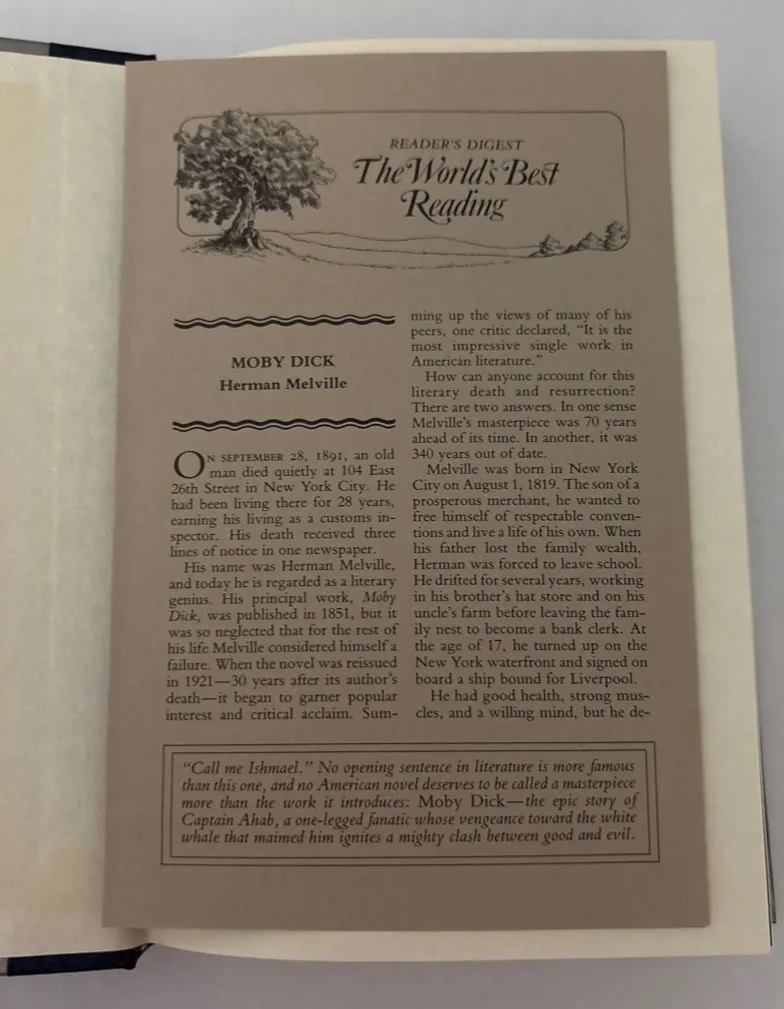 READER'S DIGEST
The World's Best
Reading
MOBY DICK
Herman Melville
ON SEPTEMBER 28, 1891, an old
man died quietly at 104 East
26th Street in New York City. He
had been living there for 28 years,
earning his living as a customs in-
spector. His death received three
lines of notice in one newspaper.
His name was Herman Melville,
and today he is regarded as a literary
genius. His principal work, Moby
Dick, was published in 1851, but it
was so neglected that for the rest of
his life Melville considered himself a
failure. When the novel was reissued
in 1921—30 years after its author's
death—it began to garner popular
interest and critical acclaim. Sum-
ming up the views of many of his
peers, one critic declared, "It is the
most impressive single work in
American literature."
How can anyone account for this
literary death and resurrection?
There are two answers. In one sense
Melville's masterpiece was 70 years
ahead of its time. In another, it was
340 years out of date.
Melville was born in New York
City on August 1, 1819. The son of a
prosperous merchant, he wanted to
free himself of respectable conven-
tions and live a life of his own. When
his father lost the family wealth,
Herman was forced to leave school.
He drifted for several years, working
in his brother's hat store and on his
uncle's farm before leaving the fam-
ily nest to become a bank clerk. At
the age of 17, he turned up on the
New York waterfront and signed on
board a ship bound for Liverpool.
He had good health, strong mus-
cles, and a willing mind, but he de-
"Call me Ishmael." No opening sentence in literature is more famous
than this one, and no American novel deserves to be called a masterpiece
more than the work it introduces: Moby Dick—the epic story of
Captain Ahab, a one-legged fanatic whose vengeance toward the white
whale that maimed him ignites a mighty clash between good and evil.